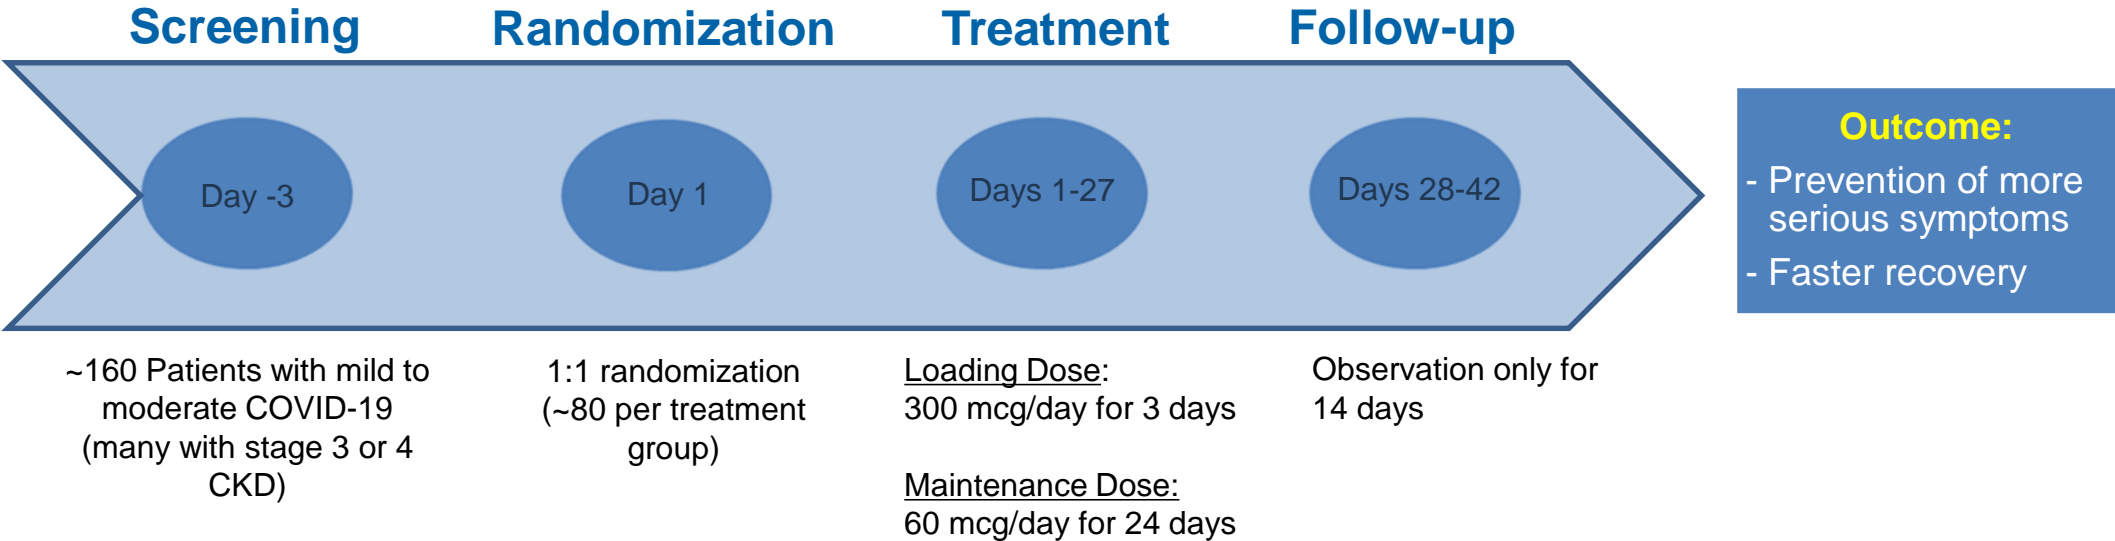 Screening
Randomization
Treatment
Follow-up
Day -3
Day 1
Days 1-27
Days 28-42
Outcome:
- Prevention of more
serious symptoms
- Faster recovery
~160 Patients with mild to
moderate COVID-19
(many with stage 3 or 4
CKD)
1:1 randomization
(~80 per treatment
group)
Loading Dose:
300 mcg/day for 3 days
Maintenance Dose:
60 mcg/day for 24 days
Observation only for
14 days